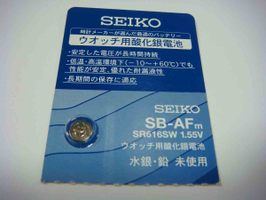 SEIKO
時計メーカーが選んだ最適のバッテリー
ウオッチ用酸化銀電池
・安定した電圧が長時間持続
・低温・高温環境下(−10〜+60℃)でも
性能が安定、優れた耐漏液性
・長期間の保存に適応
SEIKO
SB-AFm
SR616SW 1.55V
ウオッチ用酸化銀電池
水銀・鉛 未使用